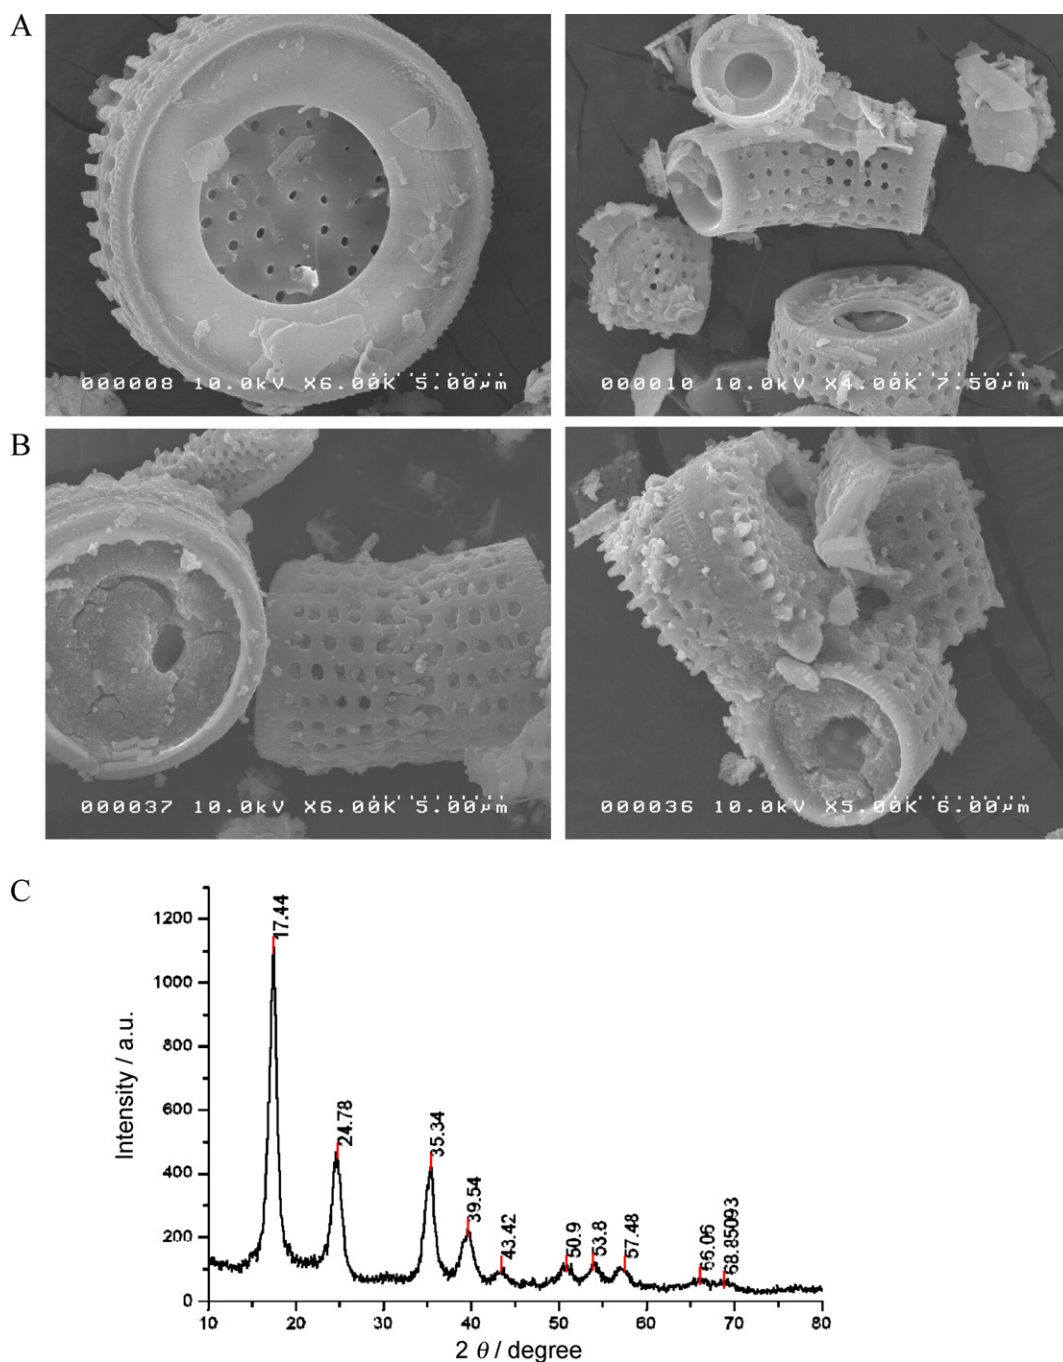 A
000008 10.0kV X6.00K 5.00µm
000010 10.0kV X4.00K 7.50µm
B
000037 10.0kV X6.00K 5.00µm
000036 10.0kV X5.00K 6.00µm
C
Intensity / a.u.
1200
1000
800
600
400
200
0
17.44
24.78
35.34
39.54
43.42
50.9
53.8
57.48
66.06
68.85093
10 20 30 40 50 60 70 80
2 θ / degree